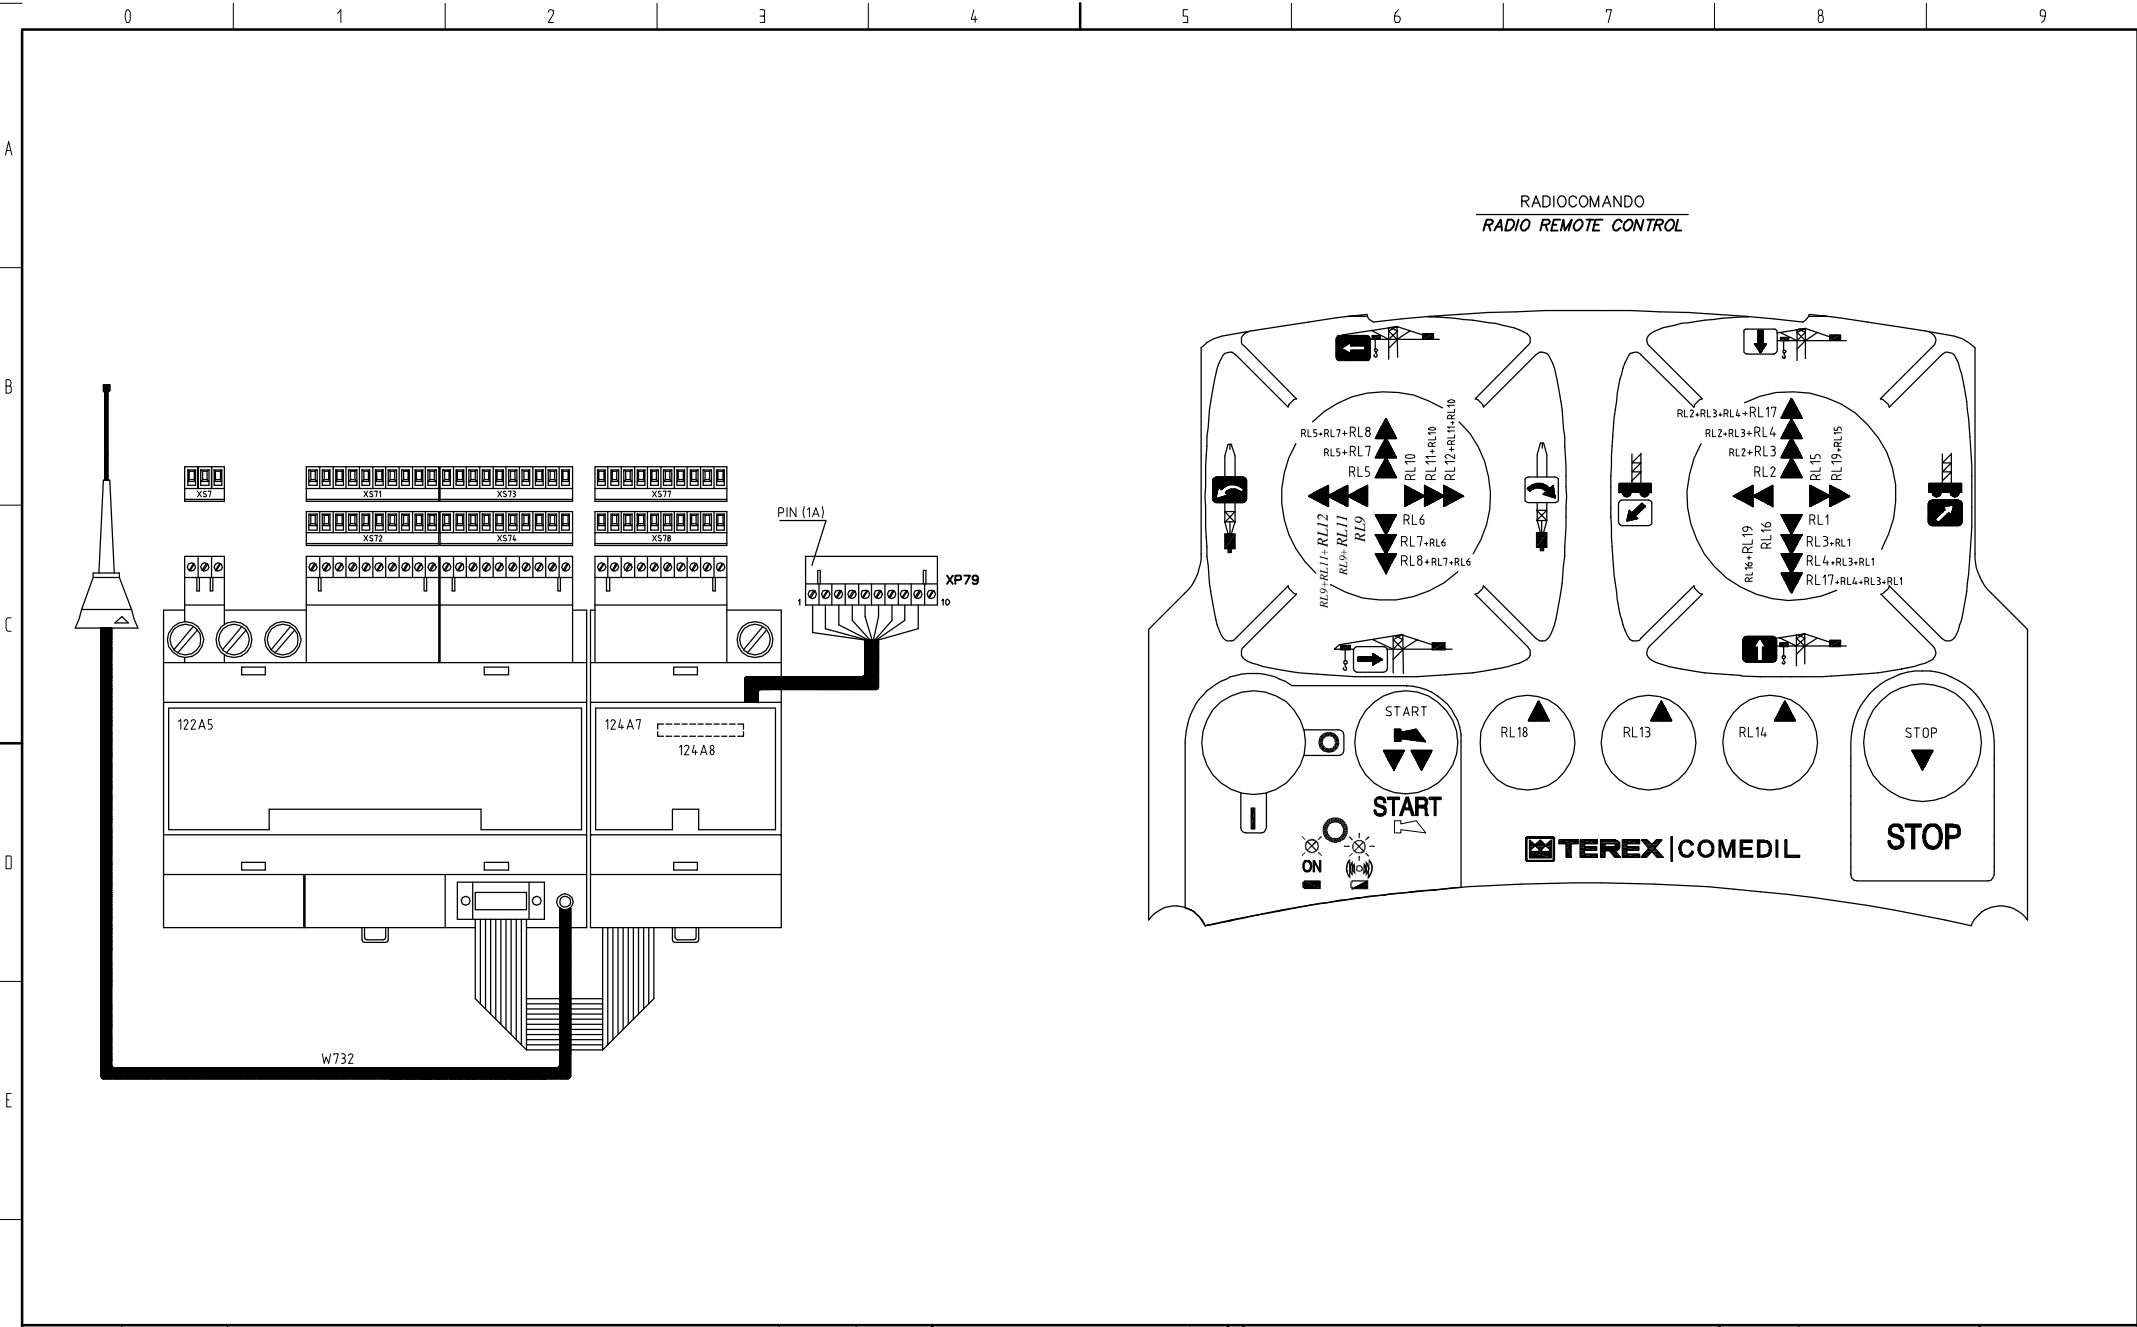 0 1 2 3 4 5 6 7 8 9
A
B
C
D
E
RADIOCOMANDO
RADIO REMOTE CONTROL
XS7
XS71
XS73
XS77
XS72
XS74
XS78
PIN (1A)
XP79
1
10
122A5
124A7
124A8
W732
RL5+RL7+RL8
RL5+RL7
RL5
RL10
RL11+RL10
RL12+RL11+RL10
RL9+RL11+RL12
RL9+RL11
RL9
RL6
RL7+RL6
RL8+RL7+RL6
RL2+RL3+RL4+RL17
RL2+RL3+RL4
RL2+RL3
RL2
RL15
RL19+RL15
RL16+RL19
RL16
RL1
RL3+RL1
RL4+RL3+RL1
RL17+RL4+RL3+RL1
START
START
ON
RL18
RL13
RL14
TEREX|COMEDIL
STOP
STOP